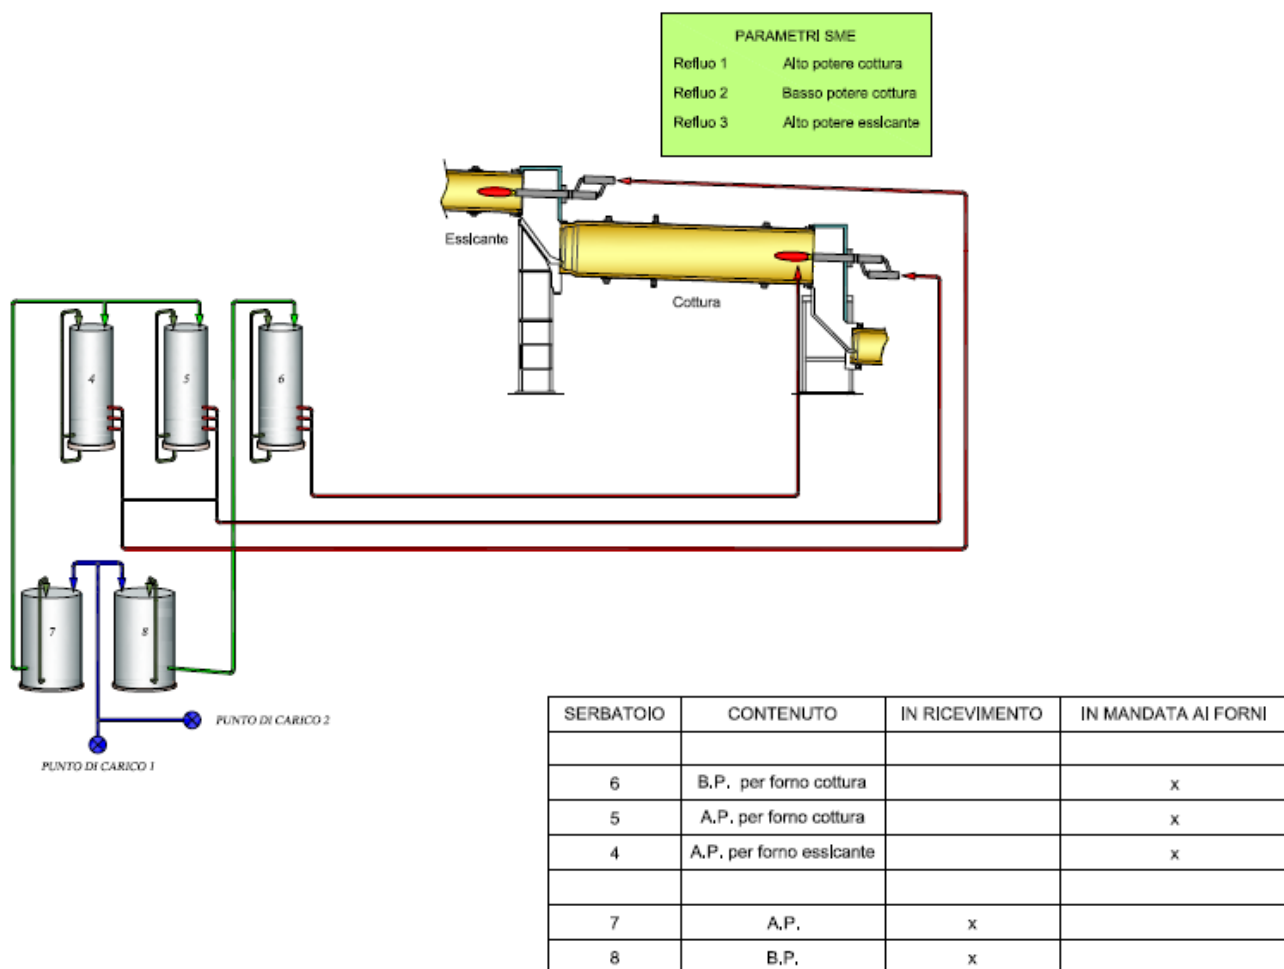 PARAMETRI SME
Refluo 1 Alto potere cottura
Refluo 2 Basso potere cottura
Refluo 3 Alto potere essicante
Essicante
Cottura
4 5 6
7 8
PUNTO DI CARICO 2
PUNTO DI CARICO 1
SERBATOIO CONTENUTO IN RICEVIMENTO IN MANDATA AI FORNI
6 B.P. per forno cottura x
5 A.P. per forno cottura x
4 A.P. per forno essicante x
7 A.P. x
8 B.P. x